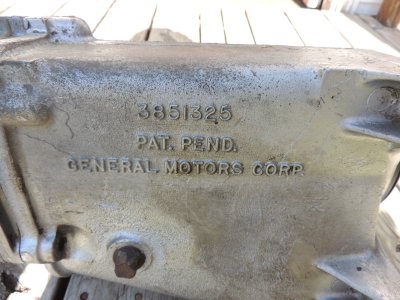 3851325
PAT. PEND.
GENERAL MOTORS CORP.